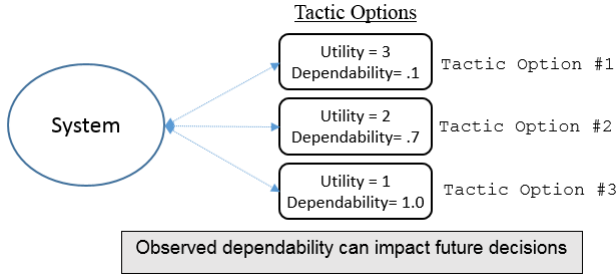 Tactic Options
Utility = 3
Dependability= .1
Tactic Option #1
System
Utility = 2
Dependability= .7
Tactic Option #2
Utility = 1
Dependability= 1.0
Tactic Option #3
Observed dependability can impact future decisions